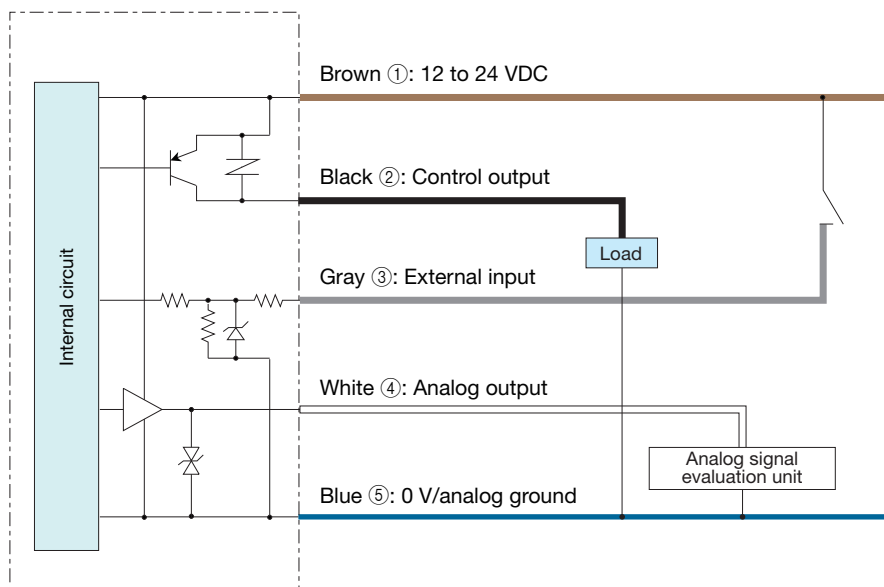 Brown ①: 12 to 24 VDC
Black ②: Control output
Load
Gray ③: External input
Internal circuit
White ④: Analog output
Analog signal
evaluation unit
Blue ⑤: 0 V/analog ground